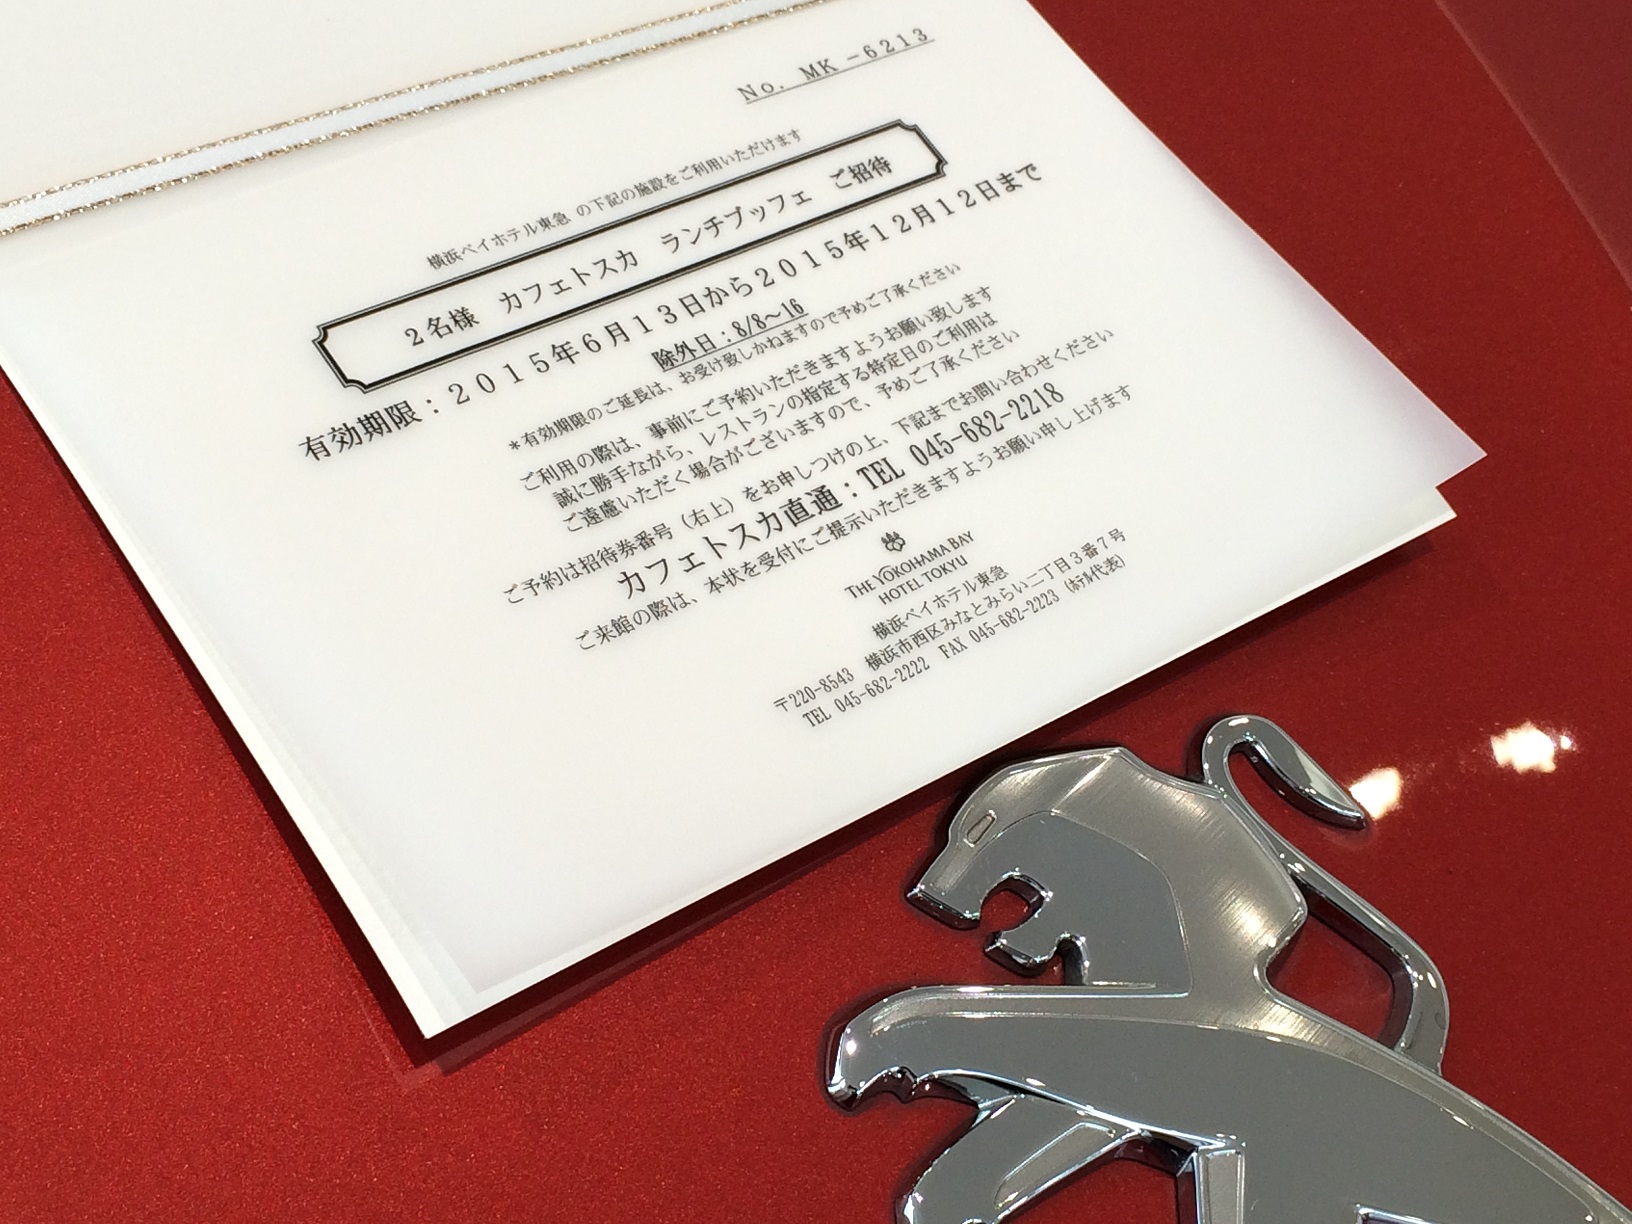 No. MK-6213
横浜ベイホテル東急 の下記の施設をご利用いただけます
2名様 カフェトスカ ランチブッフェ ご招待
有効期限：2015年6月13日から2015年12月12日まで
除外日：8/8～16
＊有効期限のご延長は、お受け致しかねますので予めご了承ください
ご利用の際は、事前にご予約いただきますようお願い致します
誠に勝手ながら、レストランの指定する特定日のご利用は
ご遠慮いただく場合がございますので、予めご了承ください
ご予約は招待券番号（右上）をお申しつけの上、下記までお問い合わせください
カフェトスカ直通：TEL 045-682-2218
ご来館の際は、本状を受付にご提示いただきますようお願い申し上げます
THE YOKOHAMA BAY
HOTEL TOKYU
横浜ベイホテル東急
〒220-8543 横浜市西区みなとみらい二丁目3番7号
TEL 045-682-2222 FAX 045-682-2223 (ﾎﾃﾙ代表)